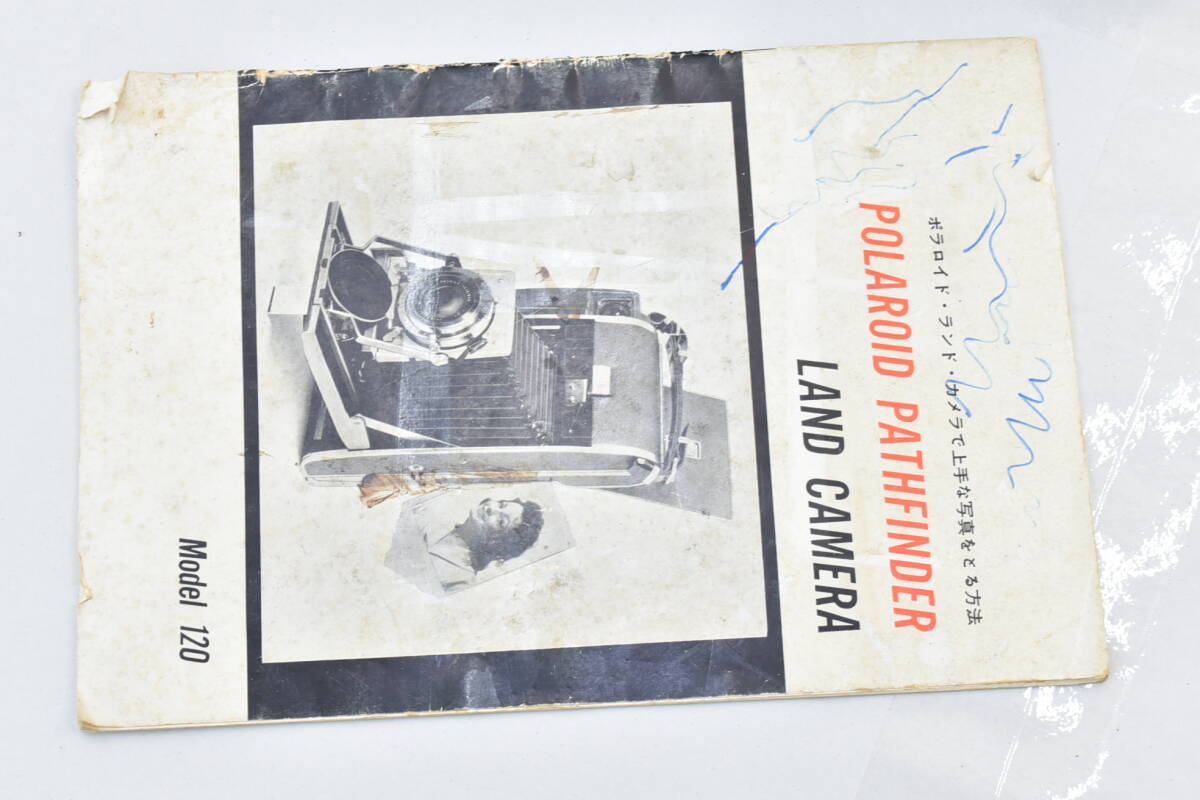 ポラロイド・ランド・カメラで上手な写真をとる方法
POLAROID PATHFINDER
LAND CAMERA
Model 120